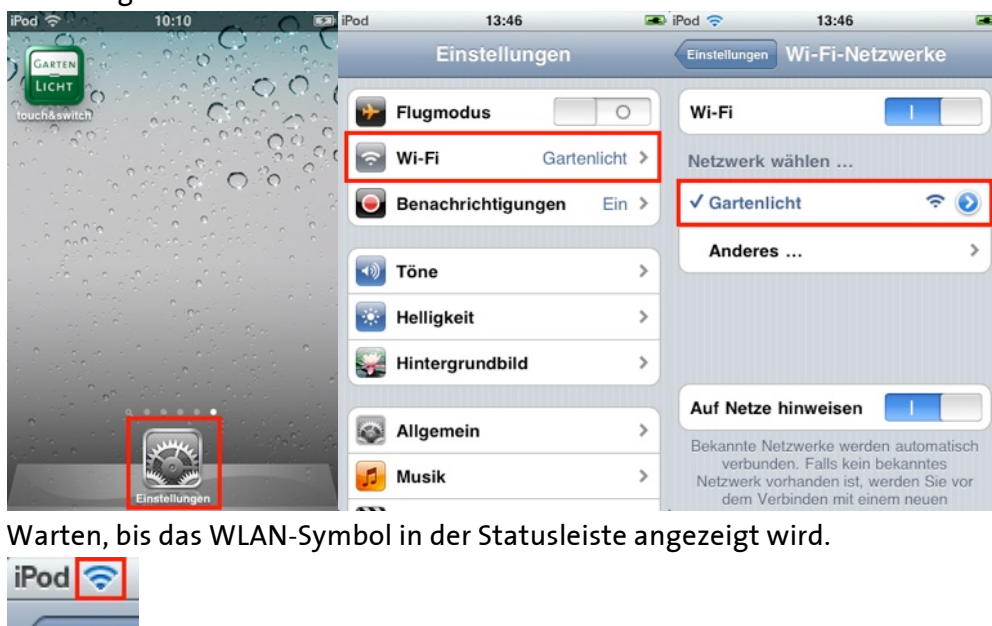 iPod 10:10
GARTEN
LICHT
touch&switch
Einstellungen
iPod 13:46
Einstellungen
Flugmodus
Wi-Fi Gartenlicht
Benachrichtigungen Ein
Töne
Helligkeit
Hintergrundbild
Allgemein
Musik
iPod 13:46
Einstellungen Wi-Fi-Netzwerke
Wi-Fi
Netzwerk wählen ...
✓ Gartenlicht
Anderes ...
Auf Netze hinweisen
Bekannte Netzwerke werden automatisch
verbunden. Falls kein bekanntes
Netzwerk vorhanden ist, werden Sie vor
dem Verbinden mit einem neuen
Warten, bis das WLAN-Symbol in der Statusleiste angezeigt wird.
iPod